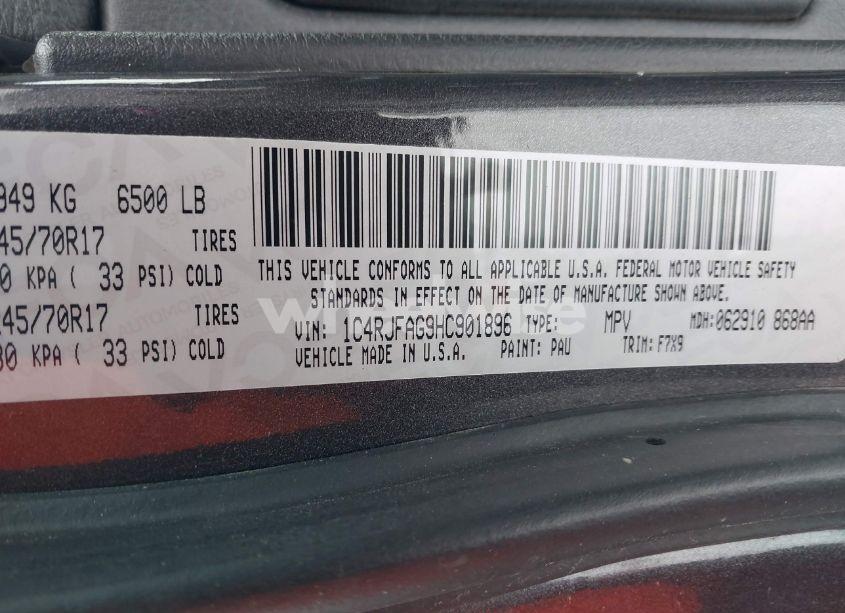 949 KG 6500 LB
45/70R17 TIRES
0 KPA ( 33 PSI) COLD
245/70R17
30 KPA ( 33 PSI) COLD
THIS VEHICLE CONFORMS TO ALL APPLICABLE U.S.A. FEDERAL MOTOR VEHICLE SAFETY
STANDARDS IN EFFECT ON THE DATE OF MANUFACTURE SHOWN ABOVE.
VIN: 1C4RJFAG9HC901896 TYPE: MPV MDH: 062910 868AA
VEHICLE MADE IN U.S.A. PAINT: PAU TRIM: F7X9